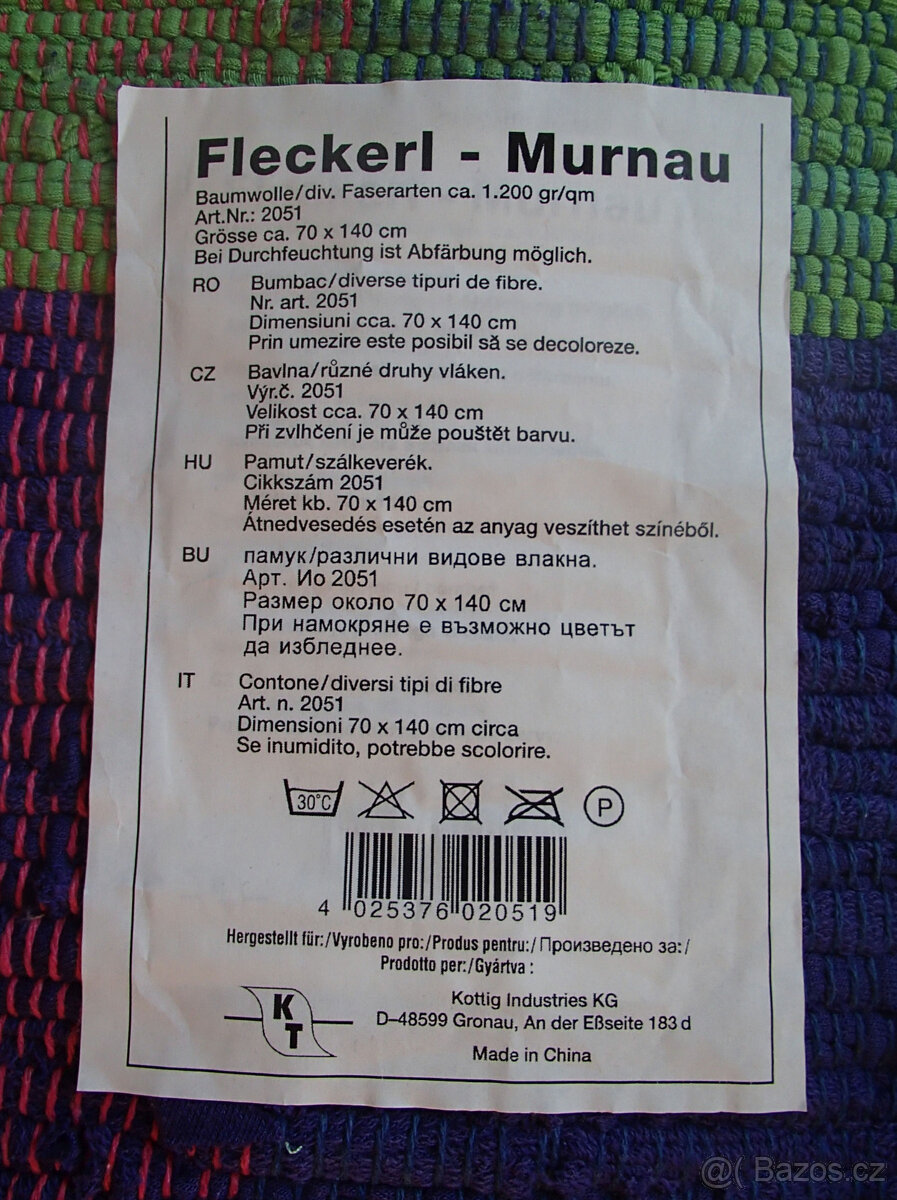 Fleckerl - Murnau
Baumwolle/div. Faserarten ca. 1.200 gr/qm
Art.Nr.: 2051
Grösse ca. 70 x 140 cm
Bei Durchfeuchtung ist Abfärbung möglich.
RO Bumbac/diverse tipuri de fibre.
Nr. art. 2051
Dimensiuni cca. 70 x 140 cm
Prin umezire este posibil să se decoloreze.
CZ Bavlna/různé druhy vláken.
Výr.č. 2051
Velikost cca. 70 x 140 cm
Při zvlhčení je může pouštět barvu.
HU Pamut/szálkeverék.
Cikkszám 2051
Méret kb. 70 x 140 cm
Átnedvesedés esetén az anyag veszíthet színéből.
BU памук/различни видове влакна.
Арт. Ио 2051
Размер около 70 x 140 см
При намокряне е възможно цветът
да избледнее.
IT Contone/diversi tipi di fibre
Art. n. 2051
Dimensioni 70 x 140 cm circa
Se inumidito, potrebbe scolorire.
30°C P
4 025376 020519
Hergestellt für:/Vyrobeno pro:/Produs pentru:/Произведено за:/
Prodotto per:/Gyártva :
KT
Kottig Industries KG
D–48599 Gronau, An der Eßseite 183 d
Made in China
@( Bazos.cz